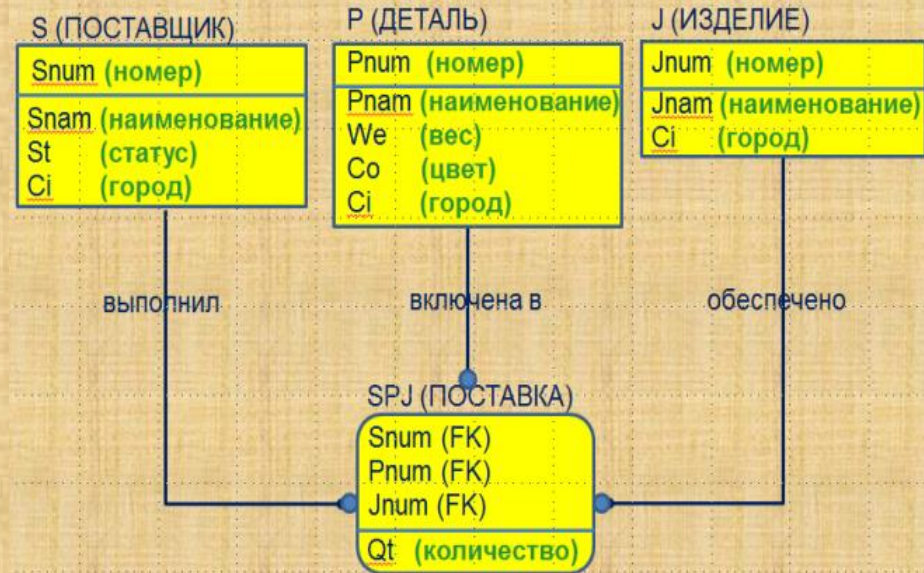 S (ПОСТАВЩИК)
Snum (номер)
Snam (наименование)
St (статус)
Ci (город)
P (ДЕТАЛЬ)
Pnum (номер)
Pnam (наименование)
We (вес)
Co (цвет)
Ci (город)
J (ИЗДЕЛИЕ)
Jnum (номер)
Jnam (наименование)
Ci (город)
выполнил
включена в
обеспечено
SPJ (ПОСТАВКА)
Snum (FK)
Pnum (FK)
Jnum (FK)
Qt (количество)